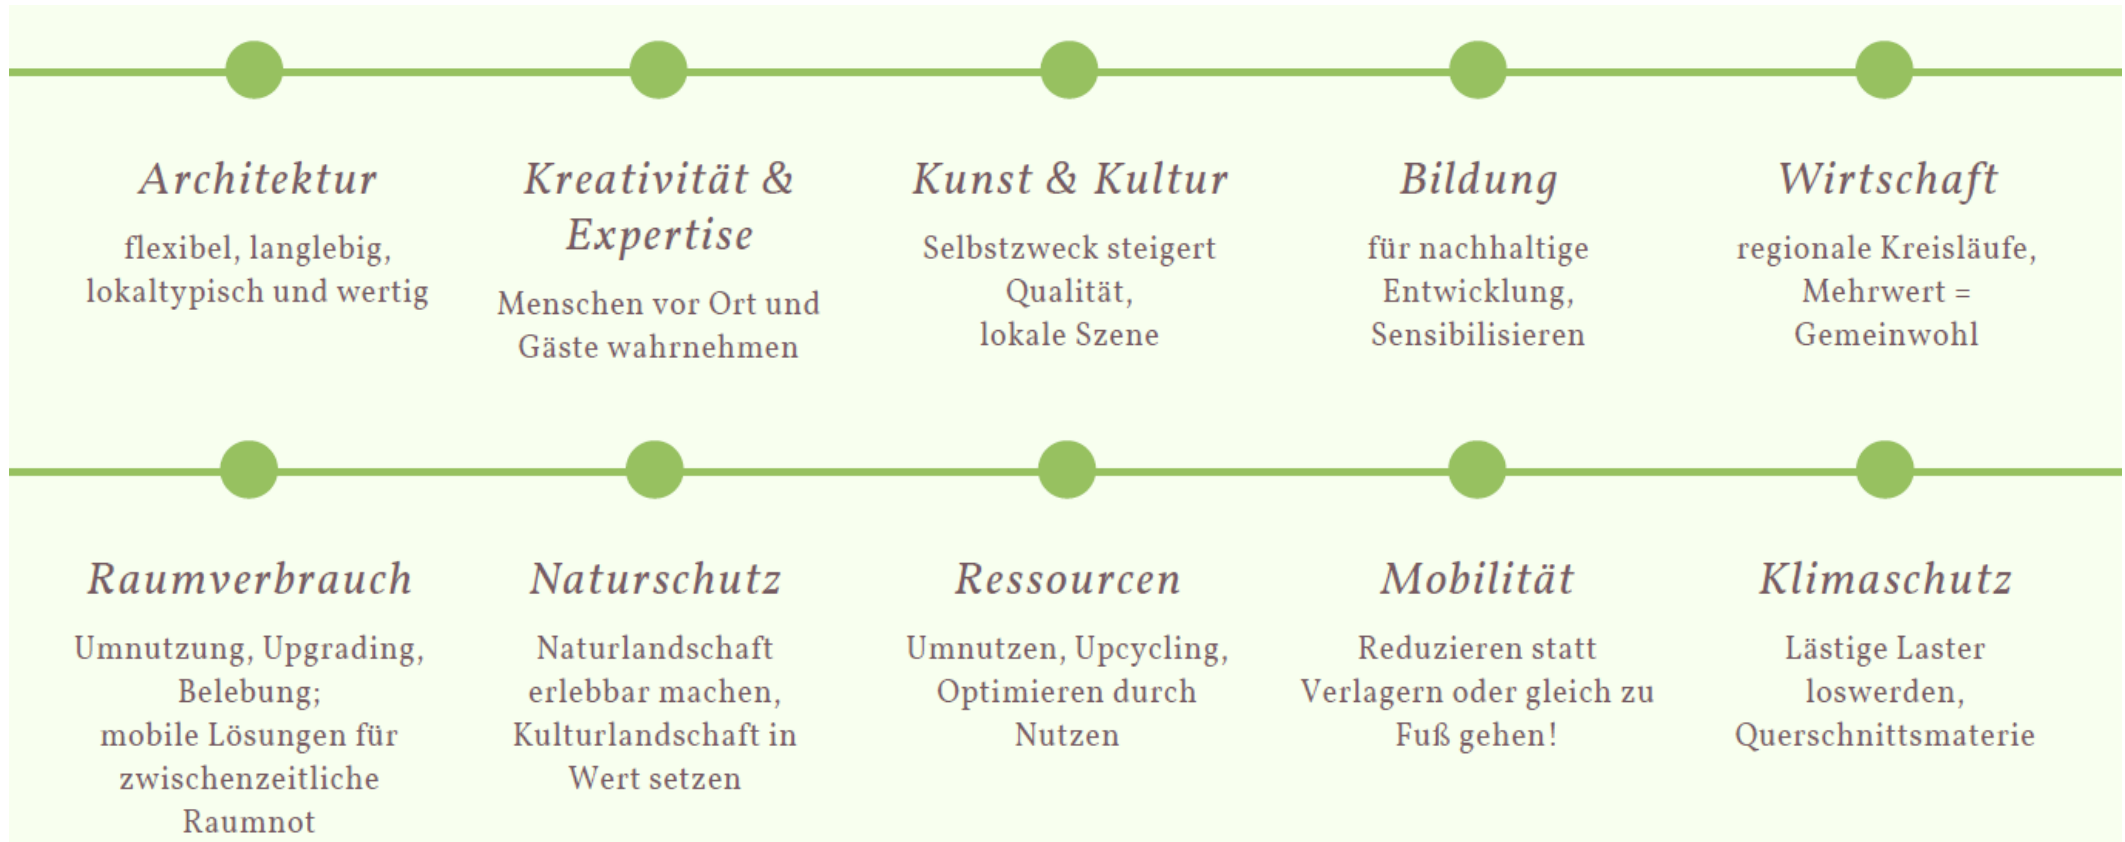 Architektur
flexibel, langlebig,
lokaltypisch und wertig
Kreativität &
Expertise
Menschen vor Ort und
Gäste wahrnehmen
Kunst & Kultur
Selbstzweck steigert
Qualität,
lokale Szene
Bildung
für nachhaltige
Entwicklung,
Sensibilisieren
Wirtschaft
regionale Kreisläufe,
Mehrwert =
Gemeinwohl
Raumverbrauch
Umnutzung, Upgrading,
Belebung;
mobile Lösungen für
zwischenzeitliche
Raumnot
Naturschutz
Naturlandschaft
erlebbar machen,
Kulturlandschaft in
Wert setzen
Ressourcen
Umnutzen, Upcycling,
Optimieren durch
Nutzen
Mobilität
Reduzieren statt
Verlagern oder gleich zu
Fuß gehen!
Klimaschutz
Lästige Laster
loswerden,
Querschnittsmaterie